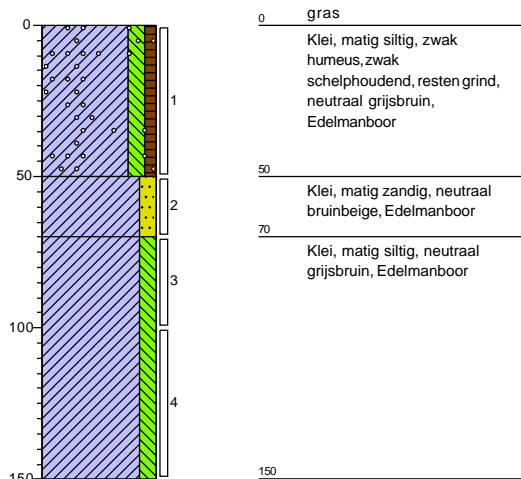 0
50
100
150
1
2
3
4
0
gras
Klei, matig siltig, zwak
humeus, zwak
schelphoudend, resten grind,
neutraal grijsbruin,
Edelmanboor
50
Klei, matig zandig, neutraal
bruinbeige, Edelmanboor
70
Klei, matig siltig, neutraal
grijsbruin, Edelmanboor
150